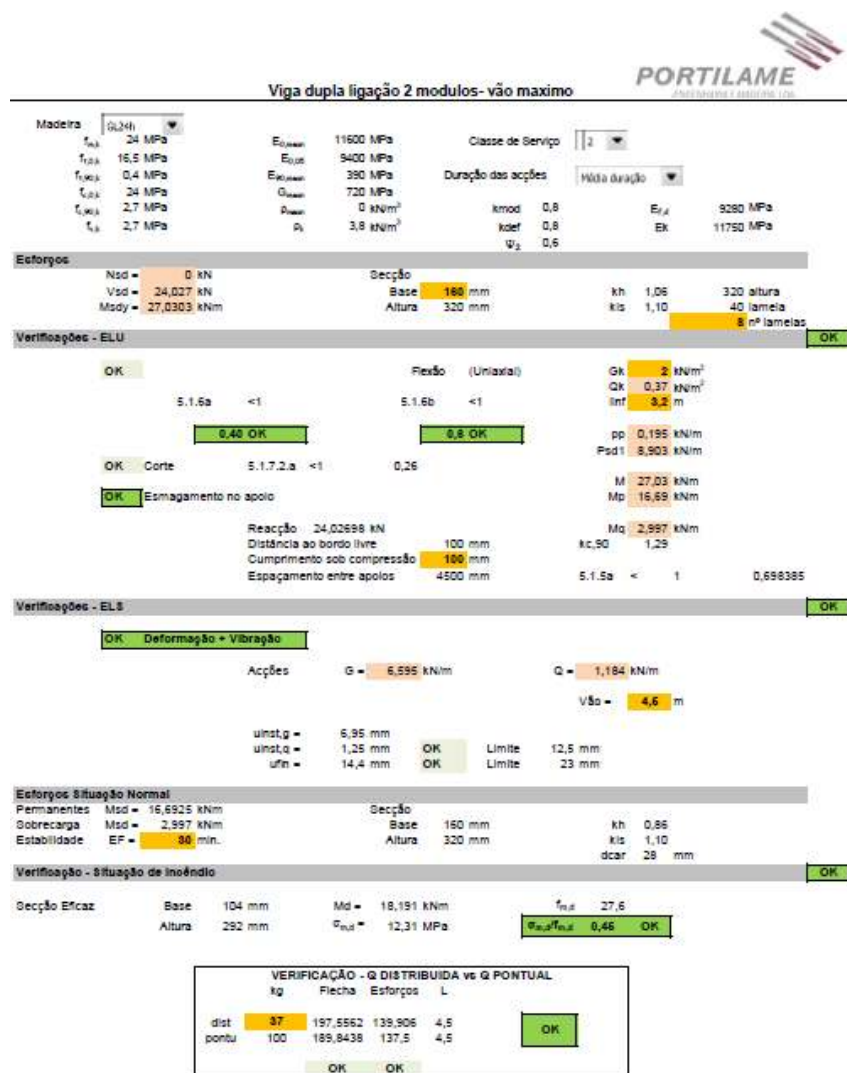 PORTILAME
ENGENHARIA E MADEIRA, LDA.
Viga dupla ligação 2 modulos- vão maximo
Madeira GL24h
fm,k 24 MPa E0,mean 11600 MPa Classe de Serviço 2
ft,0,k 16,5 MPa E0,05 9400 MPa
ft,90,k 0,4 MPa E90,mean 390 MPa Duração das acções Média duração
fc,0,k 24 MPa Gmean 720 MPa
fc,90,k 2,7 MPa ρmean 0 kN/m³ kmod 0,8 9280 MPa
2,7 MPa ρk 3,8 kN/m³ kdef 0,8 Ek 11750 MPa
Ψ2 0,6
Esforços
Nsd = 0 kN Secção
Vsd = 24,027 kN Base 160 mm kh 1,06 320 altura
Msdy = 27,0303 kNm Altura 320 mm kls 1,10 40 lamela
8 nº lamelas
Verificações - ELU OK
OK Flexão (Uniaxial) Gk 2 kN/m²
Qk 0,37 kN/m²
5.1.6a <1 5.1.6b <1 linf 3,2 m
0,40 OK 0,6 OK pp 0,195 kN/m
Psd1 8,903 kN/m
OK Corte 5.1.7.2.a <1 0,26
M 27,03 kNm
OK Esmagamento no apoio Mp 16,69 kNm
Reacção 24,02698 kN Mq 2,997 kNm
Distância ao bordo livre 100 mm kc,90 1,29
Cumprimento sob compressão 100 mm
Espaçamento entre apoios 4500 mm 5.1.5a < 1 0,698385
Verificações - ELS OK
OK Deformação + Vibração
Acções G = 6,595 kN/m Q = 1,184 kN/m
Vão = 4,5 m
uinst,g = 6,95 mm
uinst,q = 1,25 mm OK Limite 12,5 mm
ufin = 14,4 mm OK Limite 23 mm
Esforços Situação Normal
Permanentes Msd = 16,6925 kNm Secção
Sobrecarga Msd = 2,997 kNm Base 160 mm kh 0,86
Estabilidade EF = 30 min. Altura 320 mm kls 1,10
dcar 28 mm
Verificação - Situação de Incêndio OK
Secção Eficaz Base 104 mm Md = 18,191 kNm fm,d 27,6
Altura 292 mm σm,d = 12,31 MPa σm,d/fm,d 0,45 OK
VERIFICAÇÃO - Q DISTRIBUIDA vs Q PONTUAL
kg Flecha Esforços L
dist 37 197,5562 139,906 4,5 OK
pontu 100 189,8438 137,5 4,5
OK OK